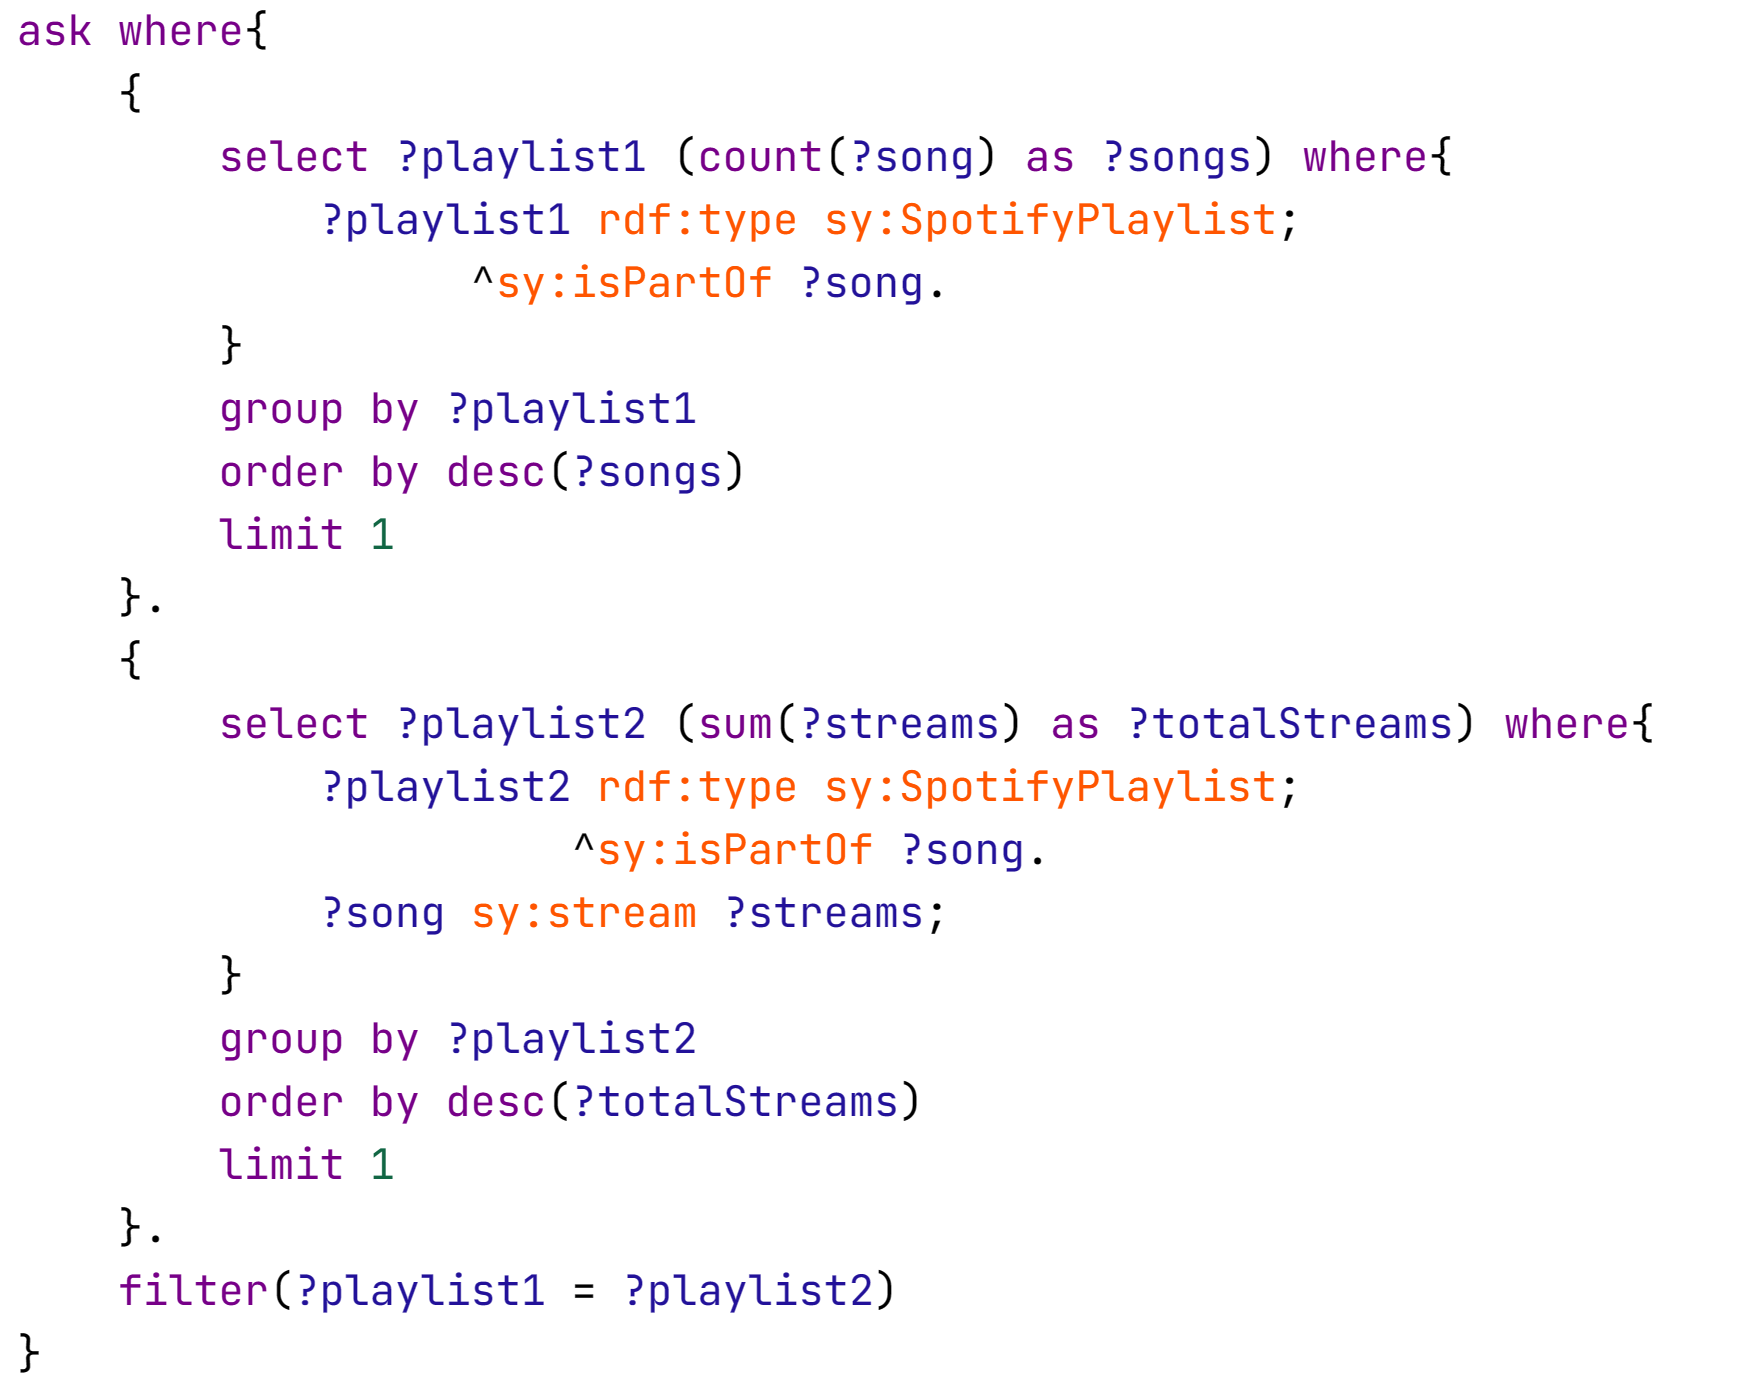 ask where{
{
select ?playlist1 (count(?song) as ?songs) where{
?playlist1 rdf:type sy:SpotifyPlaylist;
^sy:isPartOf ?song.
}
group by ?playlist1
order by desc(?songs)
limit 1
}.
{
select ?playlist2 (sum(?streams) as ?totalStreams) where{
?playlist2 rdf:type sy:SpotifyPlaylist;
^sy:isPartOf ?song.
?song sy:stream ?streams;
}
group by ?playlist2
order by desc(?totalStreams)
limit 1
}.
filter(?playlist1 = ?playlist2)
}